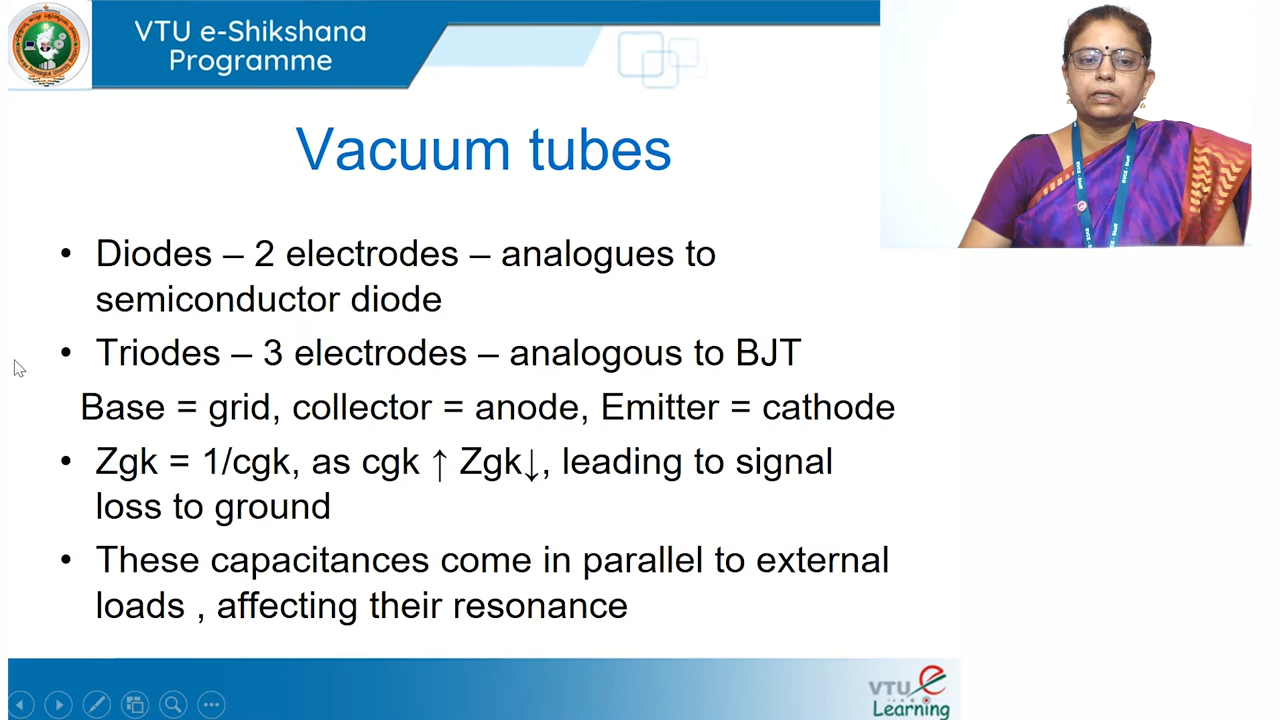 VTU e-Shikshana
Programme
Vacuum tubes
• Diodes – 2 electrodes – analogues to
semiconductor diode
• Triodes – 3 electrodes – analogous to BJT
Base = grid, collector = anode, Emitter = cathode
• Zgk = 1/cgk, as cgk ↑ Zgk↓, leading to signal
loss to ground
• These capacitances come in parallel to external
loads , affecting their resonance
VTU e
Learning